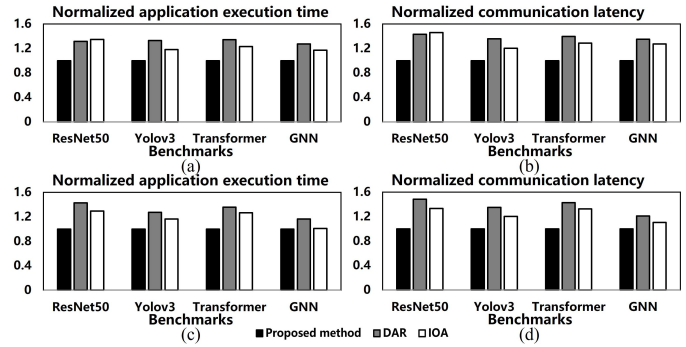 Normalized application execution time
1.6
1.2
0.8
0.4
0
ResNet50 Yolov3 Transformer GNN
Benchmarks
(a)
Normalized communication latency
1.6
1.2
0.8
0.4
0
ResNet50 Yolov3 Transformer GNN
Benchmarks
(b)
Normalized application execution time
1.6
1.2
0.8
0.4
0
ResNet50 Yolov3 Transformer GNN
Benchmarks
(c)
Normalized communication latency
1.6
1.2
0.8
0.4
0
ResNet50 Yolov3 Transformer GNN
Benchmarks
(d)
Proposed method DAR IOA